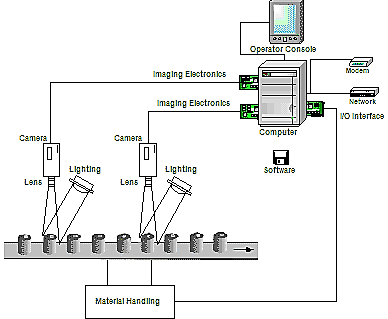 Operator Console
Imaging Electronics
Modem
Imaging Electronics
Network
I/O Interface
Computer
Camera
Camera
Lighting
Lighting
Software
Lens
Lens
Material Handling